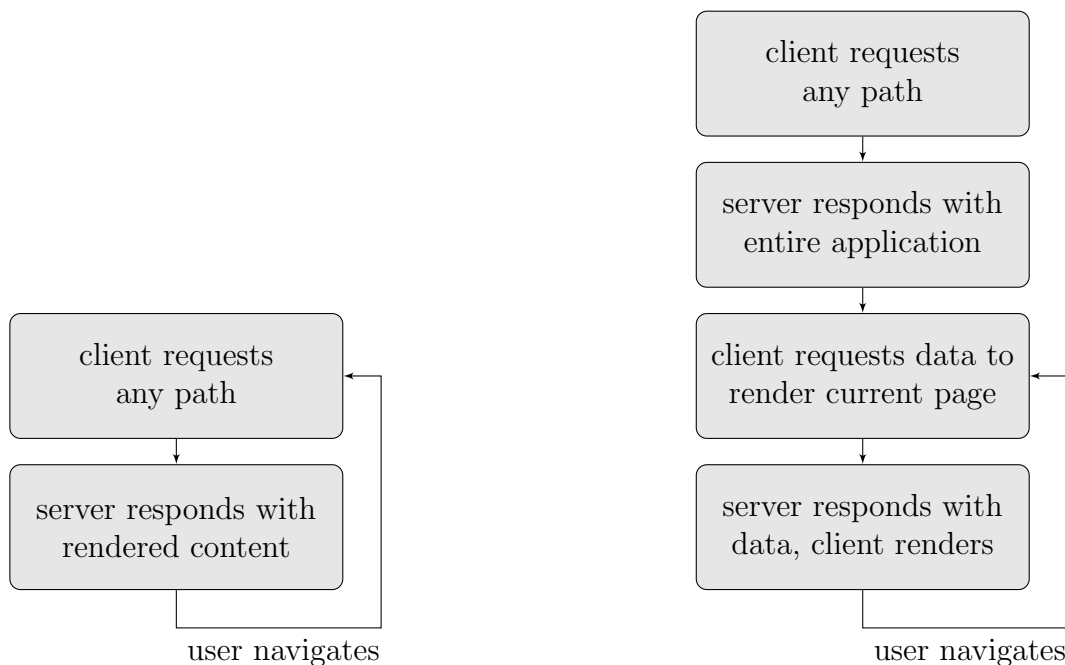 client requests
any path
server responds with
rendered content
user navigates
client requests
any path
server responds with
entire application
client requests data to
render current page
server responds with
data, client renders
user navigates